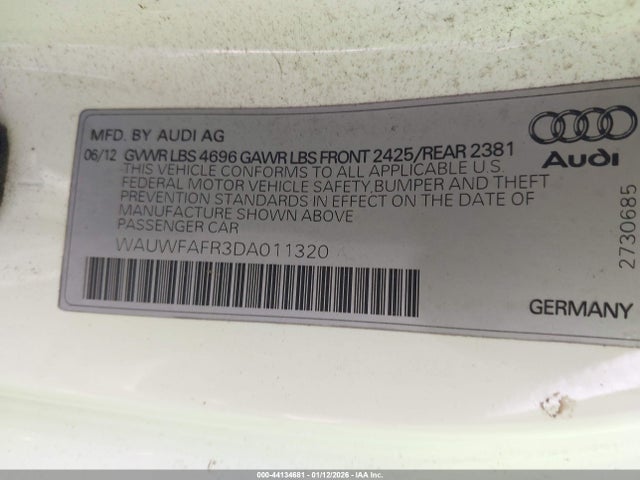 MFD. BY AUDI AG
06/12 GVWR LBS 4696 GAWR LBS FRONT 2425/REAR 2381
THIS VEHICLE CONFORMS TO ALL APPLICABLE U.S.
FEDERAL MOTOR VEHICLE SAFETY,BUMPER AND THEFT
PREVENTION STANDARDS IN EFFECT ON THE DATE OF
MANUFACTURE SHOWN ABOVE
PASSENGER CAR
WAUWFAFR3DA011320
Audi
2730685
GERMANY
000-44134681 - 01/12/2026 - IAA Inc.